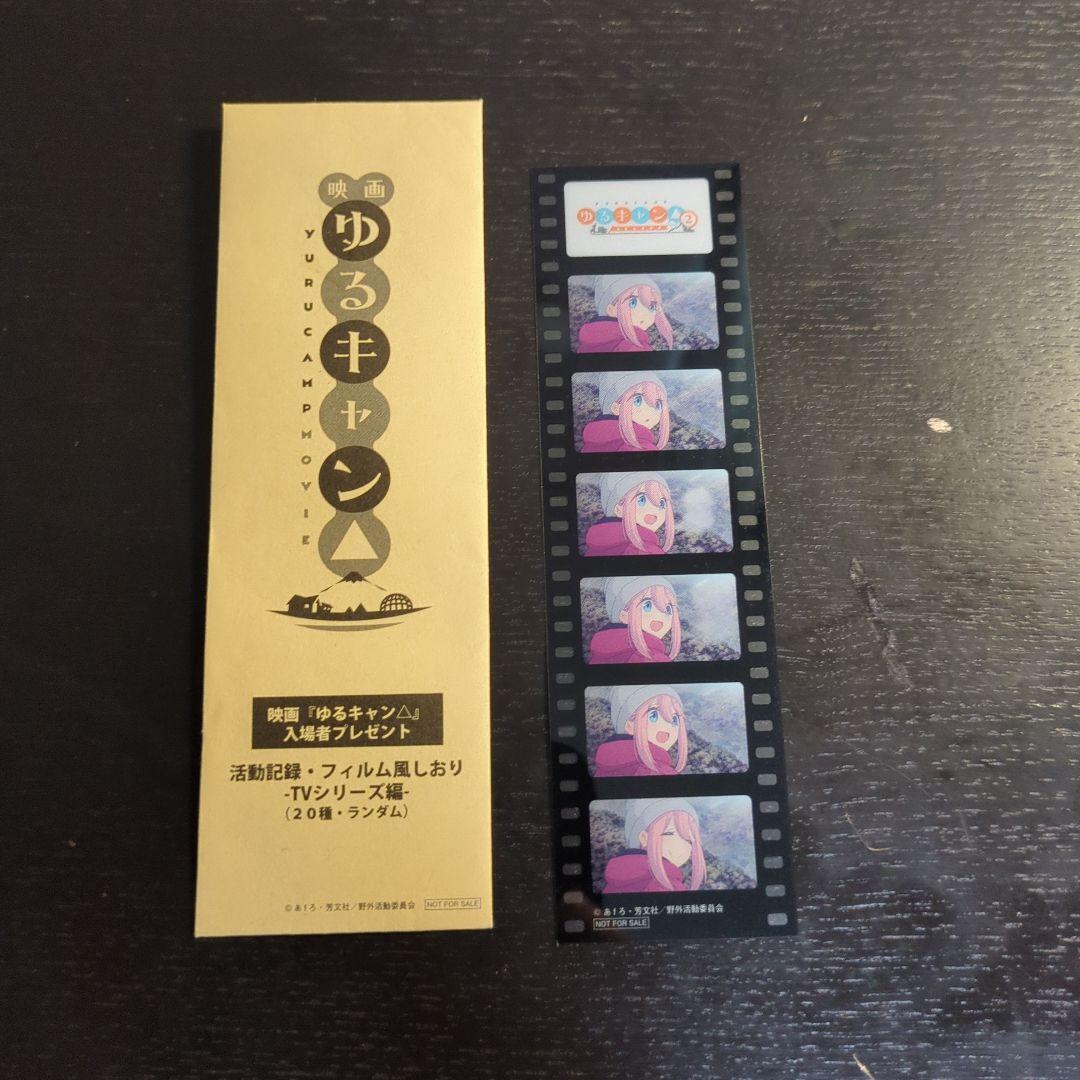 映画
ゆるキャン△
YURUCAMP MOVIE
映画『ゆるキャン△』
入場者プレゼント
活動記録・フィルム風しおり
-TVシリーズ編-
（２０種・ランダム）
© あｆろ・芳文社／野外活動委員会
NOT FOR SALE
ゆるキャン△2
© あｆろ・芳文社／野外活動委員会
NOT FOR SALE